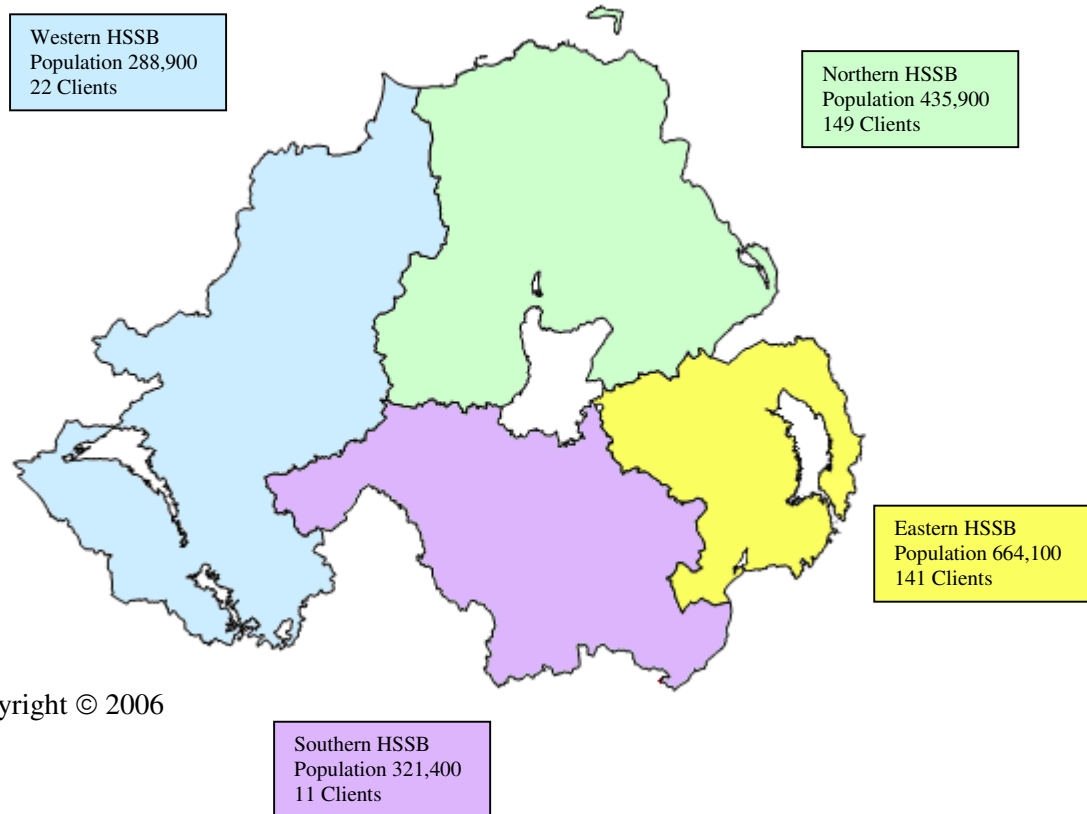 Western HSSB
Population 288,900
22 Clients
Northern HSSB
Population 435,900
149 Clients
Eastern HSSB
Population 664,100
141 Clients
yright © 2006
Southern HSSB
Population 321,400
11 Clients